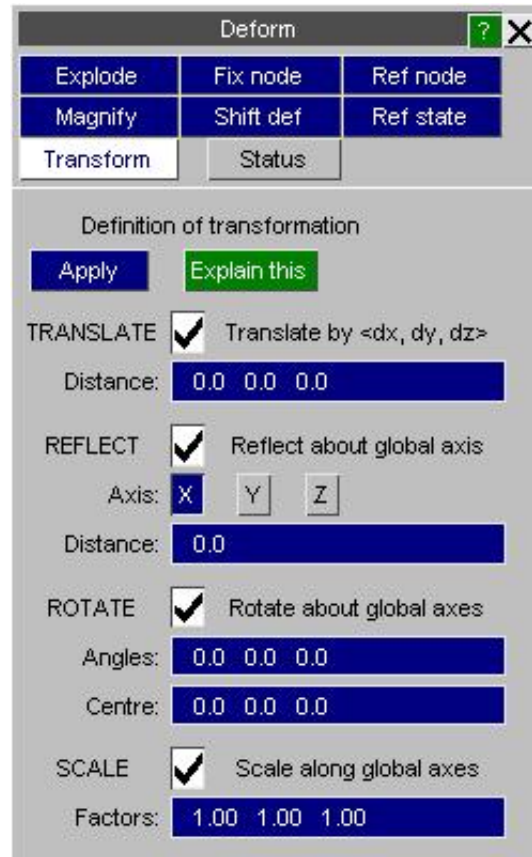 Deform ?
Explode Fix node Ref node
Magnify Shift def Ref state
Transform Status
Definition of transformation
Apply Explain this
TRANSLATE Translate by <dx, dy, dz>
Distance: 0.0 0.0 0.0
REFLECT Reflect about global axis
Axis: X Y Z
Distance: 0.0
ROTATE Rotate about global axes
Angles: 0.0 0.0 0.0
Centre: 0.0 0.0 0.0
SCALE Scale along global axes
Factors: 1.00 1.00 1.00